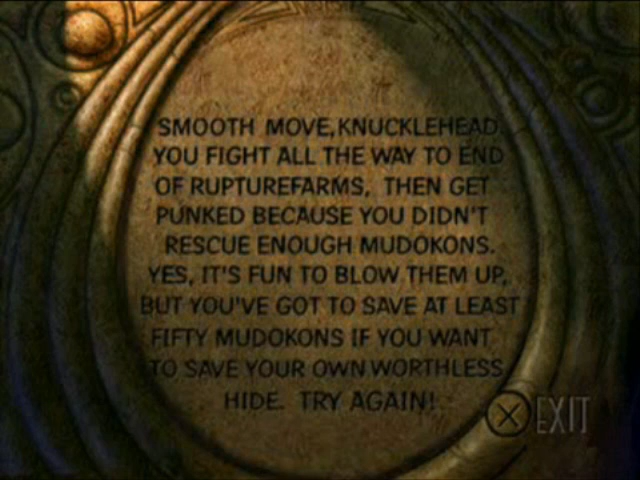 SMOOTH MOVE, KNUCKLEHEAD.
YOU FIGHT ALL THE WAY TO END
OF RUPTUREFARMS, THEN GET
PUNKED BECAUSE YOU DIDN'T
RESCUE ENOUGH MUDOKONS.
YES, IT'S FUN TO BLOW THEM UP,
BUT YOU'VE GOT TO SAVE AT LEAST
FIFTY MUDOKONS IF YOU WANT
TO SAVE YOUR OWN WORTHLESS
HIDE. TRY AGAIN!
X EXIT